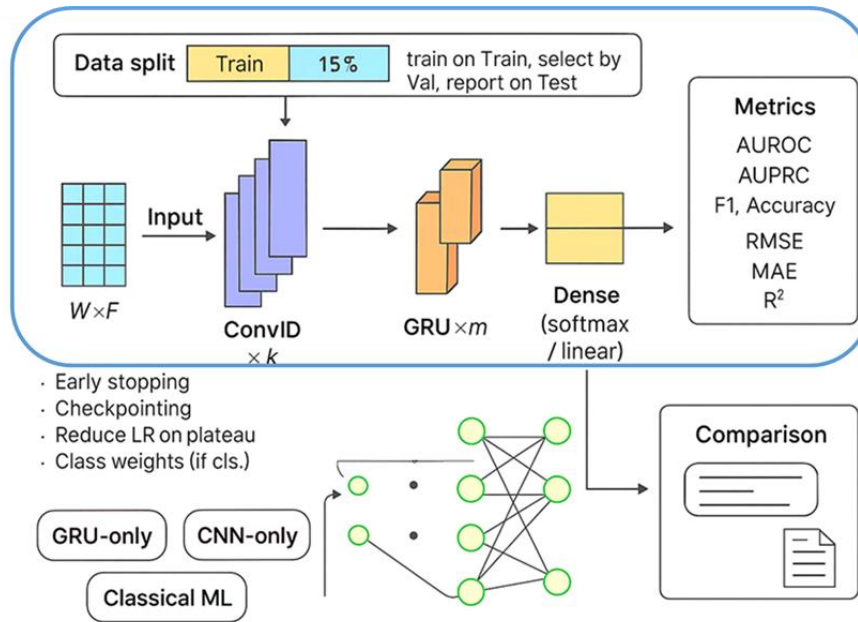 Data split
Train
15%
train on Train, select by
Val, report on Test
Input
W×F
ConvID
× k
GRU×m
Dense
(softmax
/ linear)
Metrics
AUROC
AUPRC
F1, Accuracy
RMSE
MAE
R²
· Early stopping
· Checkpointing
· Reduce LR on plateau
· Class weights (if cls.)
GRU-only
CNN-only
Classical ML
Comparison